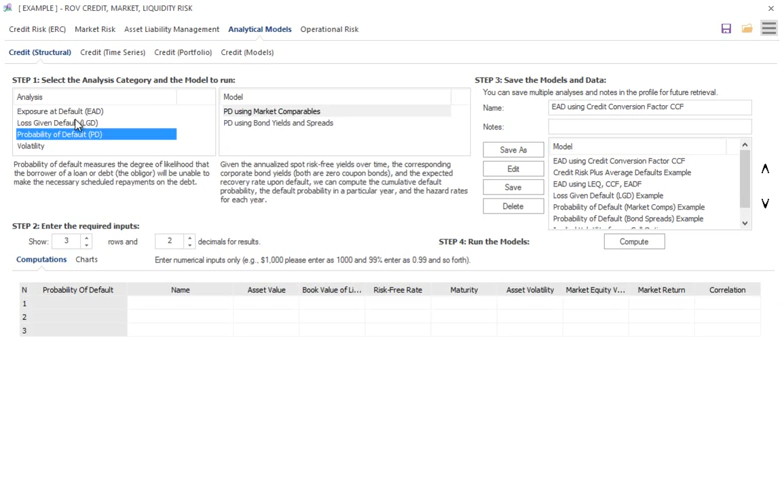 [ EXAMPLE ] - ROV CREDIT, MARKET, LIQUIDITY RISK
Credit Risk (ERC) Market Risk Asset Liability Management Analytical Models Operational Risk
Credit (Structural) Credit (Time Series) Credit (Portfolio) Credit (Models)
STEP 1: Select the Analysis Category and the Model to run:
Analysis
Exposure at Default (EAD)
Loss Given Default (LGD)
Probability of Default (PD)
Volatility
Model
PD using Market Comparables
PD using Bond Yields and Spreads
Probability of default measures the degree of likelihood that
the borrower of a loan or debt (the obligor) will be unable to
make the necessary scheduled repayments on the debt.
Given the annualized spot risk-free yields over time, the corresponding
corporate bond yields (both are zero coupon bonds), and the expected
recovery rate upon default, we can compute the cumulative default
probability, the default probability in a particular year, and the hazard rates
for each year.
STEP 3: Save the Models and Data:
You can save multiple analyses and notes in the profile for future retrieval.
Name: EAD using Credit Conversion Factor CCF
Notes:
Save As
Edit
Save
Delete
Model
EAD using Credit Conversion Factor CCF
Credit Risk Plus Average Defaults Example
EAD using LEQ, CCF, EADF
Loss Given Default (LGD) Example
Probability of Default (Market Comps) Example
Probability of Default (Bond Spreads) Example
STEP 2: Enter the required inputs:
Show: 3 rows and 2 decimals for results.
STEP 4: Run the Models: Compute
Computations Charts Enter numerical inputs only (e.g., $1,000 please enter as 1000 and 99% enter as 0.99 and so forth).
N Probability Of Default Name Asset Value Book Value of Li... Risk-Free Rate Maturity Asset Volatility Market Equity V... Market Return Correlation
1
2
3